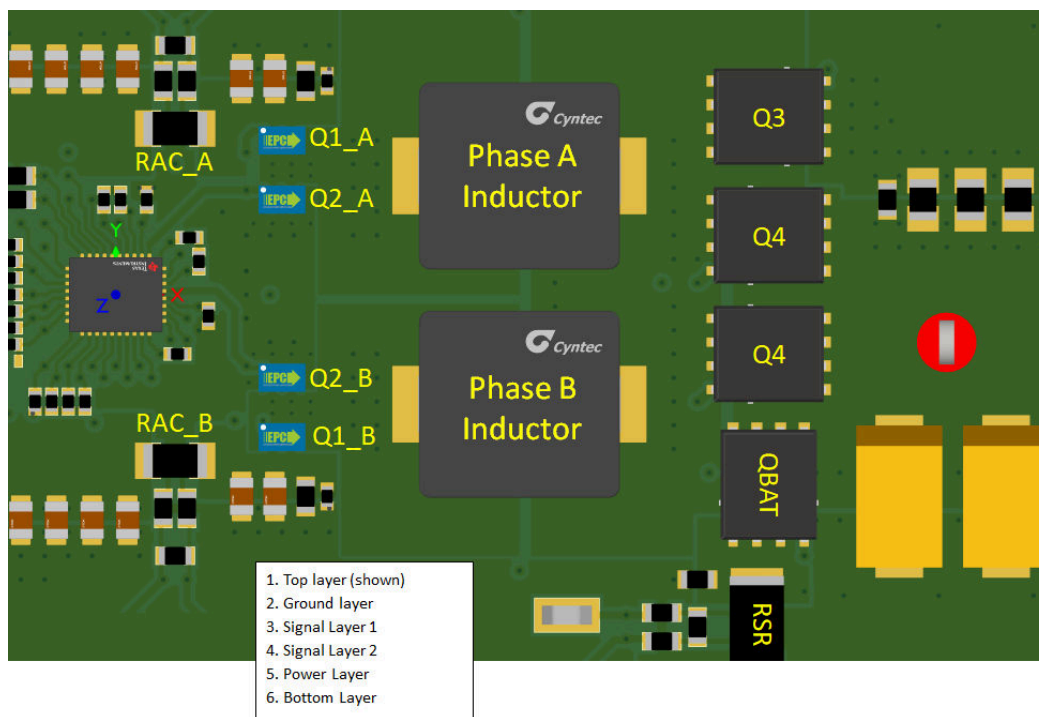 Cyntec
Q3
Q1_A
Phase A
Inductor
RAC_A
Q2_A
Q4
Y
TEXAS
INSTRUMENTS
X
Z
Cyntec
Q4
Q2_B
Phase B
Inductor
RAC_B
Q1_B
QBAT
1. Top layer (shown)
2. Ground layer
3. Signal Layer 1
4. Signal Layer 2
5. Power Layer
6. Bottom Layer
RSR
EPC
EPC
EPC
EPC